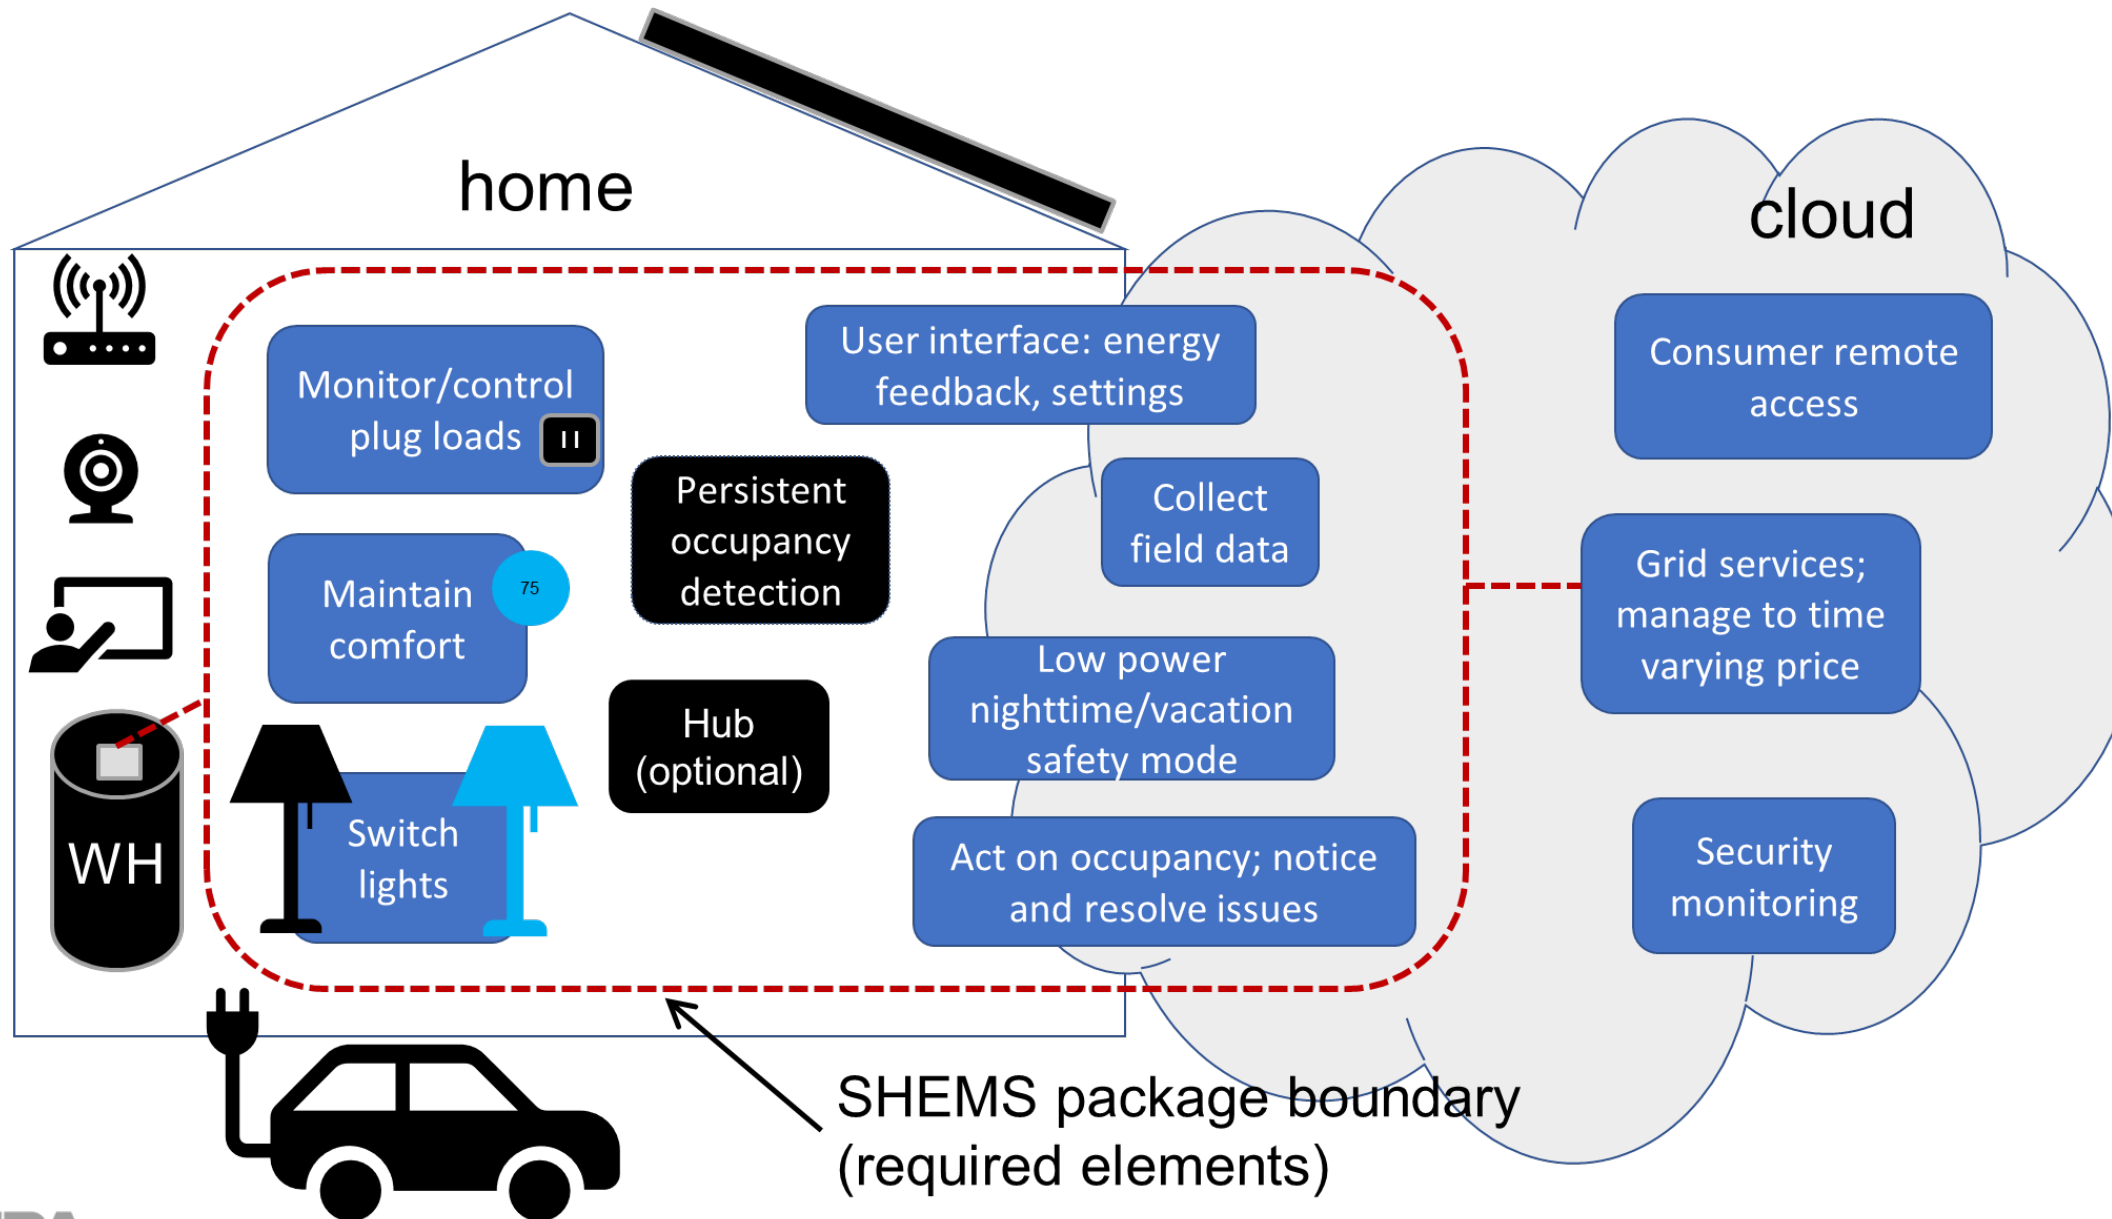 home
cloud
Monitor/control
plug loads
User interface: energy
feedback, settings
Consumer remote
access
Persistent
occupancy
detection
Collect
field data
Maintain
comfort
75
Grid services;
manage to time
varying price
Hub
(optional)
Low power
nighttime/vacation
safety mode
WH
Switch
lights
Act on occupancy; notice
and resolve issues
Security
monitoring
SHEMS package boundary
(required elements)